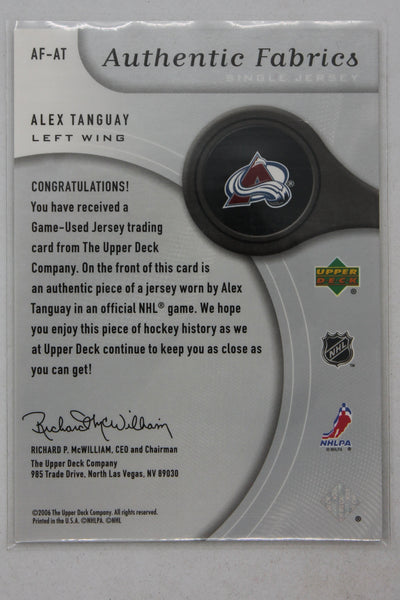 AF-AT
Authentic Fabrics
SINGLE JERSEY
ALEX TANGUAY
LEFT WING
CONGRATULATIONS!
You have received a
Game-Used Jersey trading
card from The Upper Deck
Company. On the front of this card is
an authentic piece of a jersey worn by Alex
Tanguay in an official NHL® game. We hope
you enjoy this piece of hockey history as we
at Upper Deck continue to keep you as close as
you can get!
UPPER
DECK
®
NHL
™
NHLPA
Richard McWilliam
RICHARD P. McWILLIAM, CEO and Chairman
The Upper Deck Company
985 Trade Drive, North Las Vegas, NV 89030
©2006 The Upper Deck Company. All rights reserved.
Printed in the U.S.A. ©NHLPA. ©NHL
®